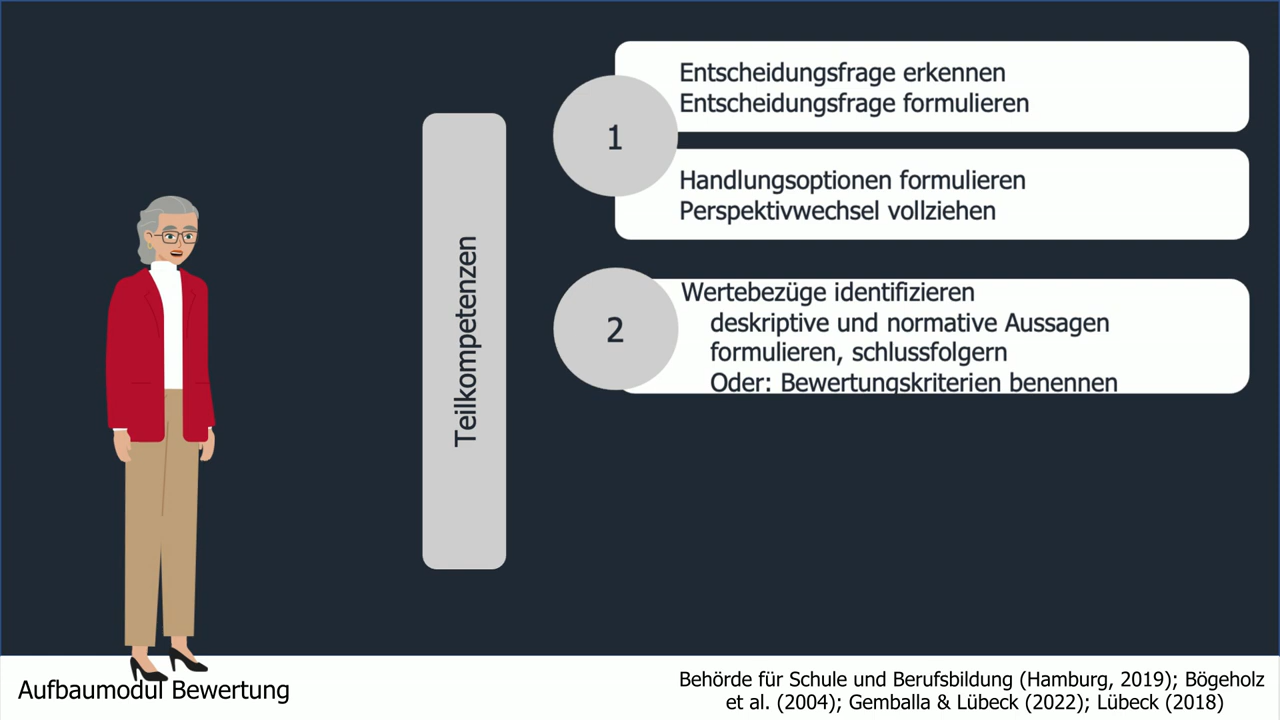 Entscheidungsfrage erkennen
Entscheidungsfrage formulieren
1
Handlungsoptionen formulieren
Perspektivwechsel vollziehen
Teilkompetenzen
2
Wertebezüge identifizieren
deskriptive und normative Aussagen
formulieren, schlussfolgern
Oder: Bewertungskriterien benennen
Aufbaumodul Bewertung
Behörde für Schule und Berufsbildung (Hamburg, 2019); Bögeholz
et al. (2004); Gemballa & Lübeck (2022); Lübeck (2018)